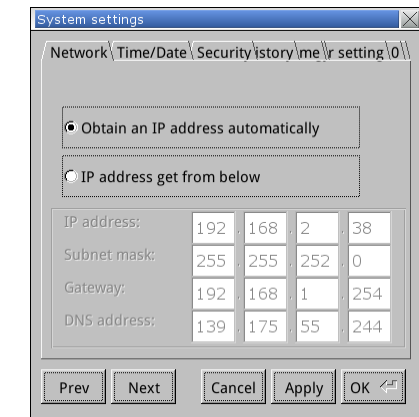 System settings
Network Time/Date Security istory me r setting 0
Obtain an IP address automatically
IP address get from below
IP address: 192 . 168 . 2 . 38
Subnet mask: 255 . 255 . 252 . 0
Gateway: 192 . 168 . 1 . 254
DNS address: 139 . 175 . 55 . 244
Prev Next Cancel Apply OK